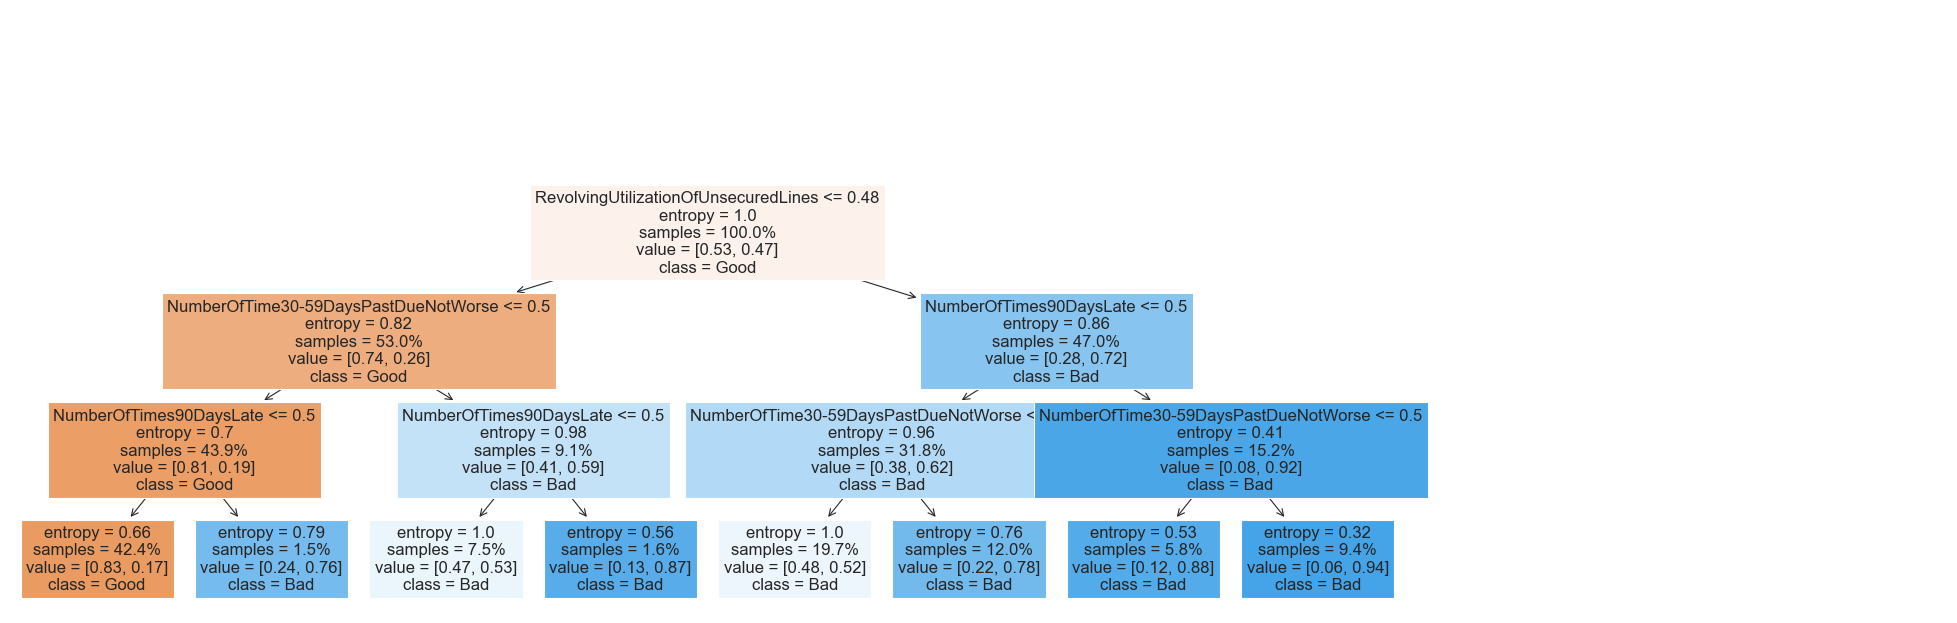 RevolvingUtilizationOfUnsecuredLines <= 0.48
entropy = 1.0
samples = 100.0%
value = [0.53, 0.47]
class = Good
NumberOfTime30-59DaysPastDueNotWorse <= 0.5
entropy = 0.82
samples = 53.0%
value = [0.74, 0.26]
class = Good
NumberOfTimes90DaysLate <= 0.5
entropy = 0.86
samples = 47.0%
value = [0.28, 0.72]
class = Bad
NumberOfTimes90DaysLate <= 0.5
entropy = 0.7
samples = 43.9%
value = [0.81, 0.19]
class = Good
NumberOfTimes90DaysLate <= 0.5
entropy = 0.98
samples = 9.1%
value = [0.41, 0.59]
class = Bad
NumberOfTime30-59DaysPastDueNotWorse <
entropy = 0.96
samples = 31.8%
value = [0.38, 0.62]
class = Bad
NumberOfTime30-59DaysPastDueNotWorse <= 0.5
entropy = 0.41
samples = 15.2%
value = [0.08, 0.92]
class = Bad
entropy = 0.66
samples = 42.4%
value = [0.83, 0.17]
class = Good
entropy = 0.79
samples = 1.5%
value = [0.24, 0.76]
class = Bad
entropy = 1.0
samples = 7.5%
value = [0.47, 0.53]
class = Bad
entropy = 0.56
samples = 1.6%
value = [0.13, 0.87]
class = Bad
entropy = 1.0
samples = 19.7%
value = [0.48, 0.52]
class = Bad
entropy = 0.76
samples = 12.0%
value = [0.22, 0.78]
class = Bad
entropy = 0.53
samples = 5.8%
value = [0.12, 0.88]
class = Bad
entropy = 0.32
samples = 9.4%
value = [0.06, 0.94]
class = Bad